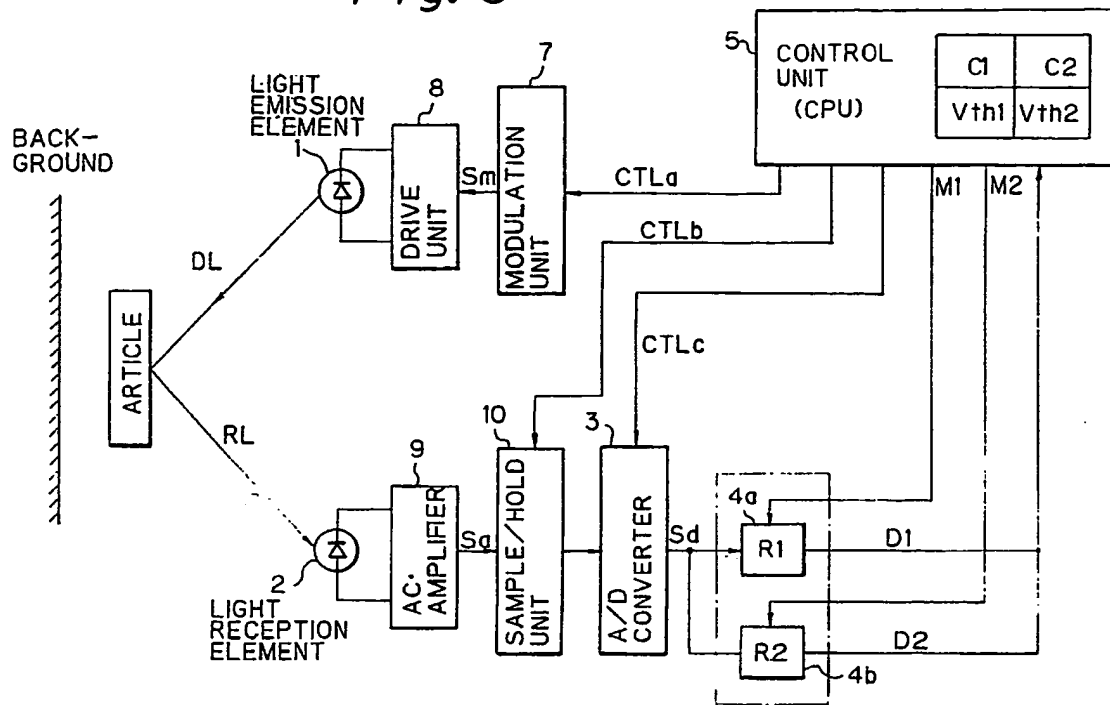 5
CONTROL
UNIT
(CPU)
C1 C2
Vth1 Vth2
7
LIGHT
EMISSION
ELEMENT
8
1
BACK-
GROUND
DRIVE
UNIT
Sm
MODULATION
UNIT
CTLa
M1 M2
CTLb
DL
CTLc
ARTICLE
RL
10
3
9
4a
AC·
AMPLIFIER
Sa
SAMPLE/HOLD
UNIT
A/D
CONVERTER
Sd
R1
D1
2
LIGHT
RECEPTION
ELEMENT
R2
D2
4b